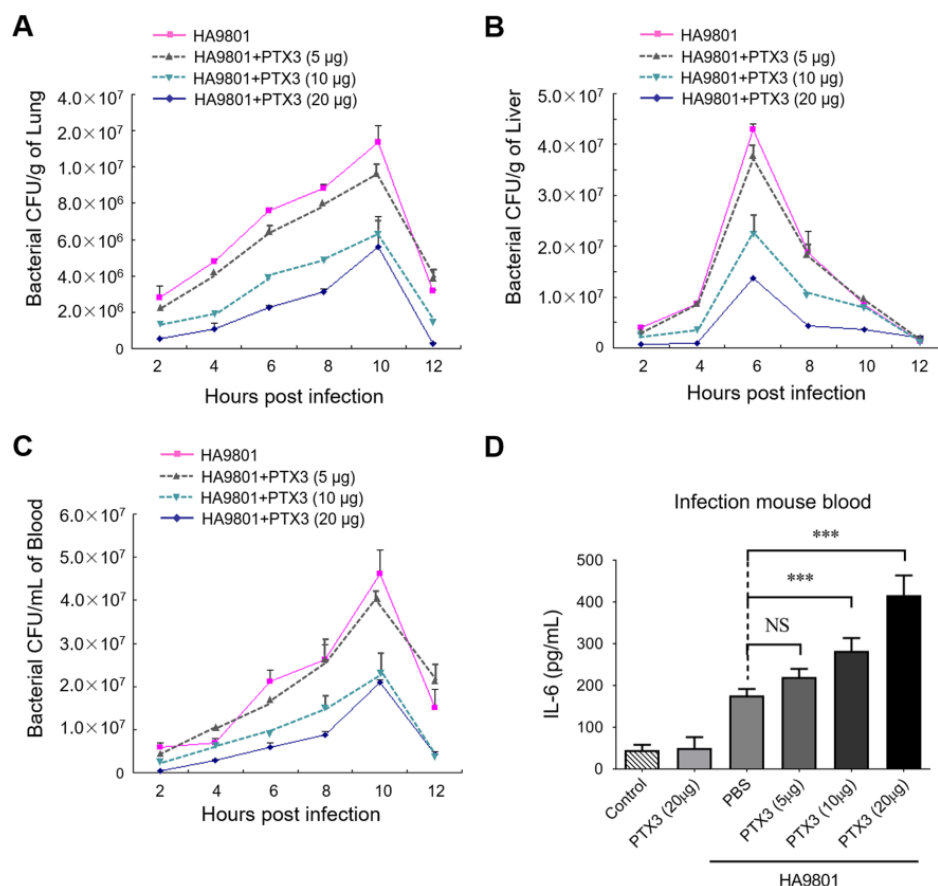 A
HA9801
HA9801+PTX3 (5 μg)
HA9801+PTX3 (10 μg)
HA9801+PTX3 (20 μg)
Bacterial CFU/g of Lung
4.0×10⁷
2.0×10⁷
1.0×10⁷
8.0×10⁶
6.0×10⁶
4.0×10⁶
2.0×10⁶
0
2 4 6 8 10 12
Hours post infection
B
HA9801
HA9801+PTX3 (5 μg)
HA9801+PTX3 (10 μg)
HA9801+PTX3 (20 μg)
Bacterial CFU/g of Liver
5.0×10⁷
4.0×10⁷
3.0×10⁷
2.0×10⁷
1.0×10⁷
0
2 4 6 8 10 12
Hours post infection
C
HA9801
HA9801+PTX3 (5 μg)
HA9801+PTX3 (10 μg)
HA9801+PTX3 (20 μg)
Bacterial CFU/mL of Blood
6.0×10⁷
5.0×10⁷
4.0×10⁷
3.0×10⁷
2.0×10⁷
1.0×10⁷
0
2 4 6 8 10 12
Hours post infection
D
Infection mouse blood
IL-6 (pg/mL)
500
400
300
200
100
0
***
***
NS
Control
PTX3 (20μg)
PBS
PTX3 (5μg)
PTX3 (10μg)
PTX3 (20μg)
HA9801